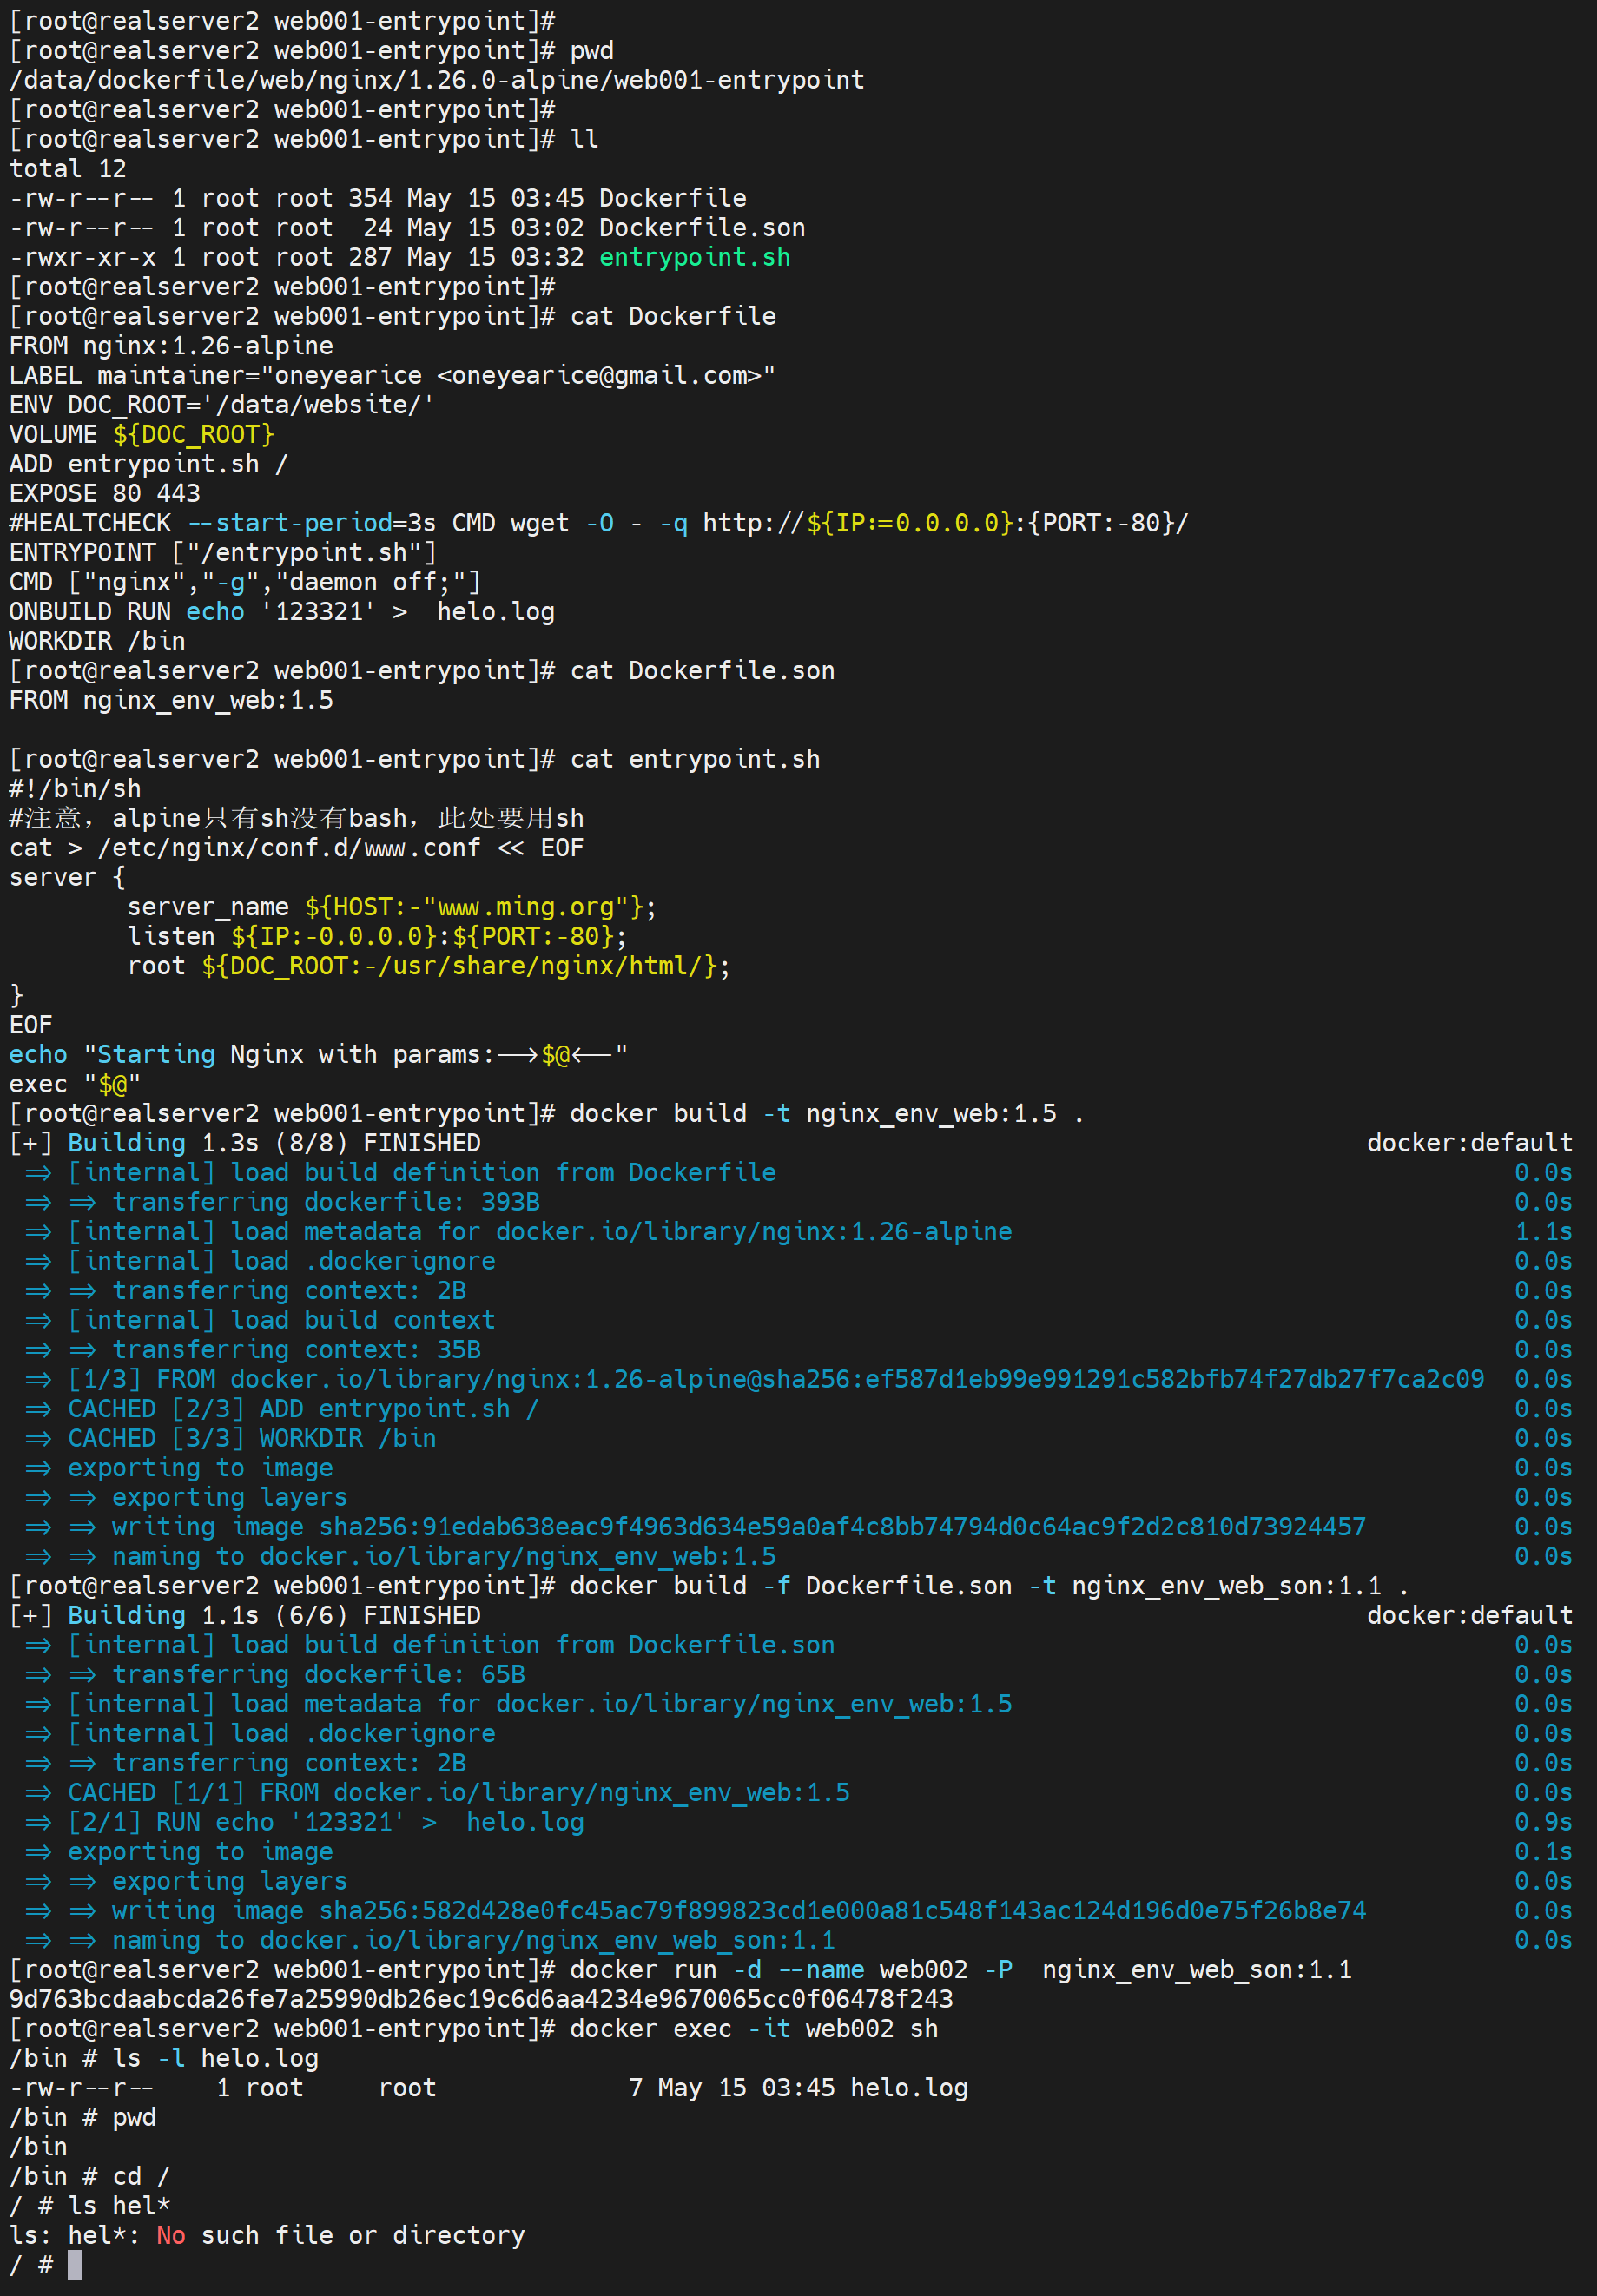 [root@realserver2 web001-entrypoint]#
[root@realserver2 web001-entrypoint]# pwd
/data/dockerfile/web/nginx/1.26.0-alpine/web001-entrypoint
[root@realserver2 web001-entrypoint]#
[root@realserver2 web001-entrypoint]# ll
total 12
-rw-r--r-- 1 root root 354 May 15 03:45 Dockerfile
-rw-r--r-- 1 root root  24 May 15 03:02 Dockerfile.son
-rwxr-xr-x 1 root root 287 May 15 03:32 entrypoint.sh
[root@realserver2 web001-entrypoint]#
[root@realserver2 web001-entrypoint]# cat Dockerfile
FROM nginx:1.26-alpine
LABEL maintainer="oneyearice <oneyearice@gmail.com>"
ENV DOC_ROOT='/data/website/'
VOLUME ${DOC_ROOT}
ADD entrypoint.sh /
EXPOSE 80 443
#HEALTCHECK --start-period=3s CMD wget -O - -q http://${IP:=0.0.0.0}:{PORT:-80}/
ENTRYPOINT ["/entrypoint.sh"]
CMD ["nginx","-g","daemon off;"]
ONBUILD RUN echo '123321' >  helo.log
WORKDIR /bin
[root@realserver2 web001-entrypoint]# cat Dockerfile.son
FROM nginx_env_web:1.5
[root@realserver2 web001-entrypoint]# cat entrypoint.sh
#!/bin/sh
#注意，alpine只有sh没有bash，此处要用sh
cat > /etc/nginx/conf.d/www.conf << EOF
server {
        server_name ${HOST:-"www.ming.org"};
        listen ${IP:-0.0.0.0}:${PORT:-80};
        root ${DOC_ROOT:-/usr/share/nginx/html/};
}
EOF
echo "Starting Nginx with params:-->$@<--"
exec "$@"
[root@realserver2 web001-entrypoint]# docker build -t nginx_env_web:1.5 .
[+] Building 1.3s (8/8) FINISHED docker:default
 => [internal] load build definition from Dockerfile 0.0s
 => => transferring dockerfile: 393B 0.0s
 => [internal] load metadata for docker.io/library/nginx:1.26-alpine 1.1s
 => [internal] load .dockerignore 0.0s
 => => transferring context: 2B 0.0s
 => [internal] load build context 0.0s
 => => transferring context: 35B 0.0s
 => [1/3] FROM docker.io/library/nginx:1.26-alpine@sha256:ef587d1eb99e991291c582bfb74f27db27f7ca2c09 0.0s
 => CACHED [2/3] ADD entrypoint.sh / 0.0s
 => CACHED [3/3] WORKDIR /bin 0.0s
 => exporting to image 0.0s
 => => exporting layers 0.0s
 => => writing image sha256:91edab638eac9f4963d634e59a0af4c8bb74794d0c64ac9f2d2c810d73924457 0.0s
 => => naming to docker.io/library/nginx_env_web:1.5 0.0s
[root@realserver2 web001-entrypoint]# docker build -f Dockerfile.son -t nginx_env_web_son:1.1 .
[+] Building 1.1s (6/6) FINISHED docker:default
 => [internal] load build definition from Dockerfile.son 0.0s
 => => transferring dockerfile: 65B 0.0s
 => [internal] load metadata for docker.io/library/nginx_env_web:1.5 0.0s
 => [internal] load .dockerignore 0.0s
 => => transferring context: 2B 0.0s
 => CACHED [1/1] FROM docker.io/library/nginx_env_web:1.5 0.0s
 => [2/1] RUN echo '123321' >  helo.log 0.9s
 => exporting to image 0.1s
 => => exporting layers 0.0s
 => => writing image sha256:582d428e0fc45ac79f899823cd1e000a81c548f143ac124d196d0e75f26b8e74 0.0s
 => => naming to docker.io/library/nginx_env_web_son:1.1 0.0s
[root@realserver2 web001-entrypoint]# docker run -d --name web002 -P  nginx_env_web_son:1.1
9d763bcdaabcda26fe7a25990db26ec19c6d6aa4234e9670065cc0f06478f243
[root@realserver2 web001-entrypoint]# docker exec -it web002 sh
/bin # ls -l helo.log
-rw-r--r--    1 root     root             7 May 15 03:45 helo.log
/bin # pwd
/bin
/bin # cd /
/ # ls hel*
ls: hel*: No such file or directory
/ #